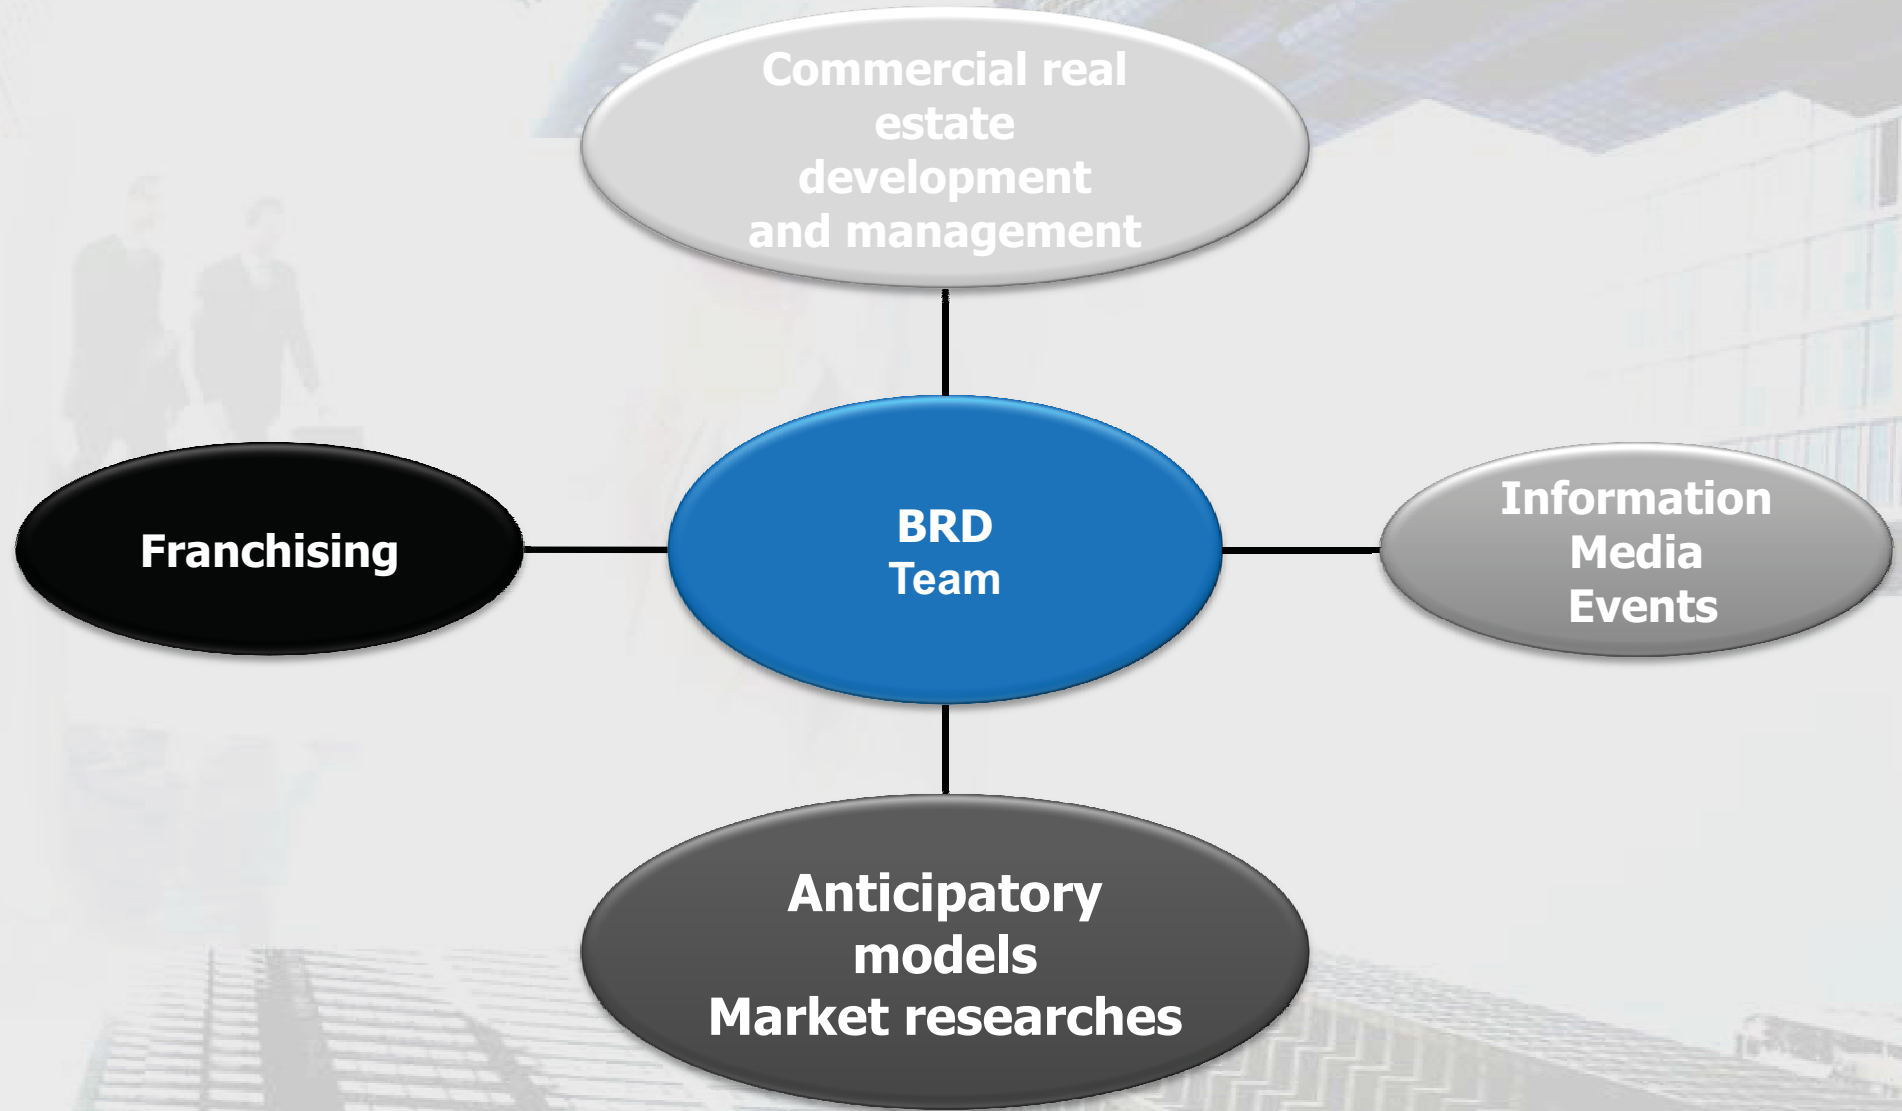 Commercial real
estate
development
and management
Franchising
BRD
Team
Information
Media
Events
Anticipatory
models
Market researches